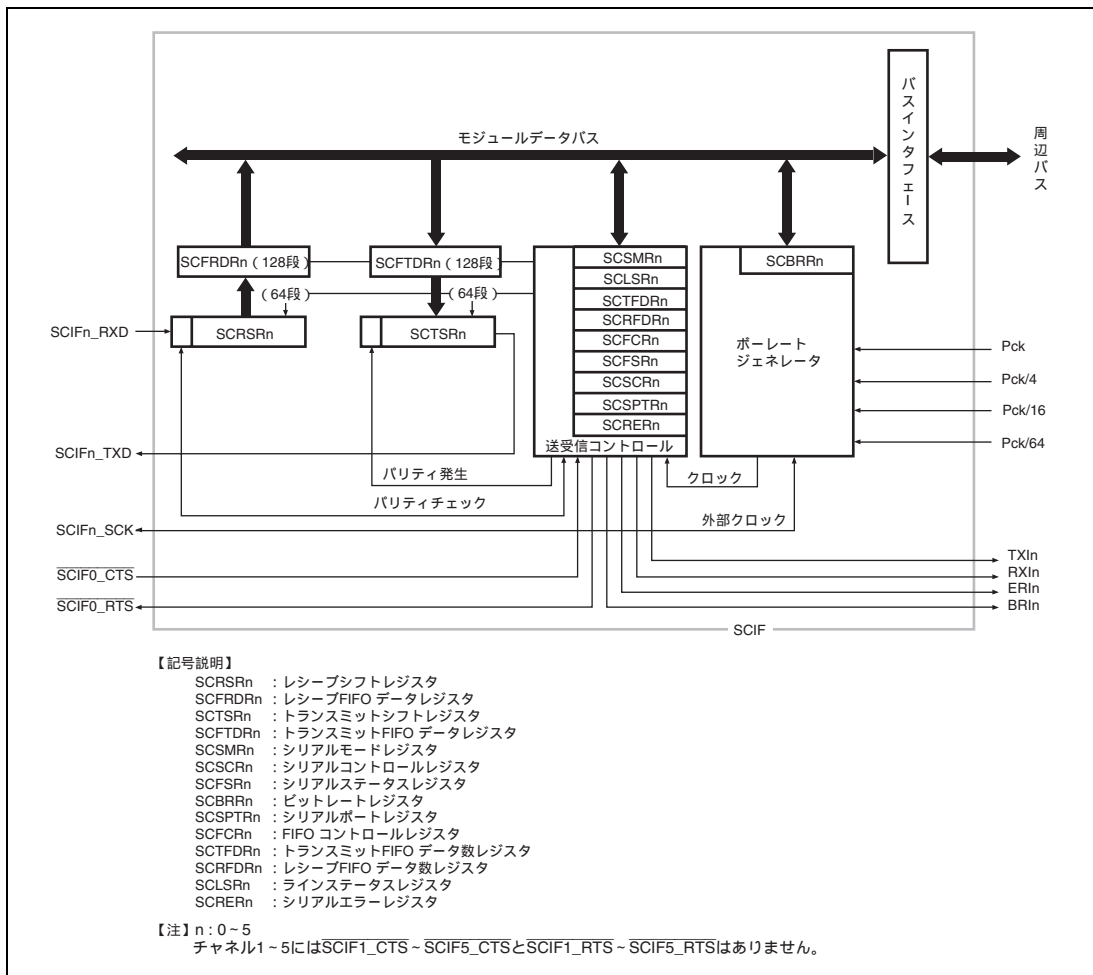 バスインタフェース
周辺バス
モジュールデータバス
SCFRDRn（128段）
SCFTDRn（128段）
SCSMRn
SCLSRn
SCTFDRn
SCRFDRn
SCFCRn
SCFSRn
SCSCRn
SCSPTRn
SCRERn
送受信コントロール
SCBRRn
ボーレート
ジェネレータ
（64段）
（64段）
SCIFn_RXD
SCRSRn
SCTSRn
Pck
Pck/4
Pck/16
Pck/64
SCIFn_TXD
パリティ発生
クロック
パリティチェック
外部クロック
SCIFn_SCK
SCIF0_CTS
SCIF0_RTS
TXIn
RXIn
ERIn
BRIn
SCIF
【記号説明】
SCRSRn ：レシーブシフトレジスタ
SCFRDRn ：レシーブFIFO データレジスタ
SCTSRn ：トランスミットシフトレジスタ
SCFTDRn ：トランスミットFIFO データレジスタ
SCSMRn ：シリアルモードレジスタ
SCSCRn ：シリアルコントロールレジスタ
SCFSRn ：シリアルステータスレジスタ
SCBRRn ：ビットレートレジスタ
SCSPTRn ：シリアルポートレジスタ
SCFCRn ：FIFO コントロールレジスタ
SCTFDRn ：トランスミットFIFO データ数レジスタ
SCRFDRn ：レシーブFIFO データ数レジスタ
SCLSRn ：ラインステータスレジスタ
SCRERn ：シリアルエラーレジスタ
【注】n : 0～5
チャネル1～5にはSCIF1_CTS～SCIF5_CTSとSCIF1_RTS～SCIF5_RTSはありません。